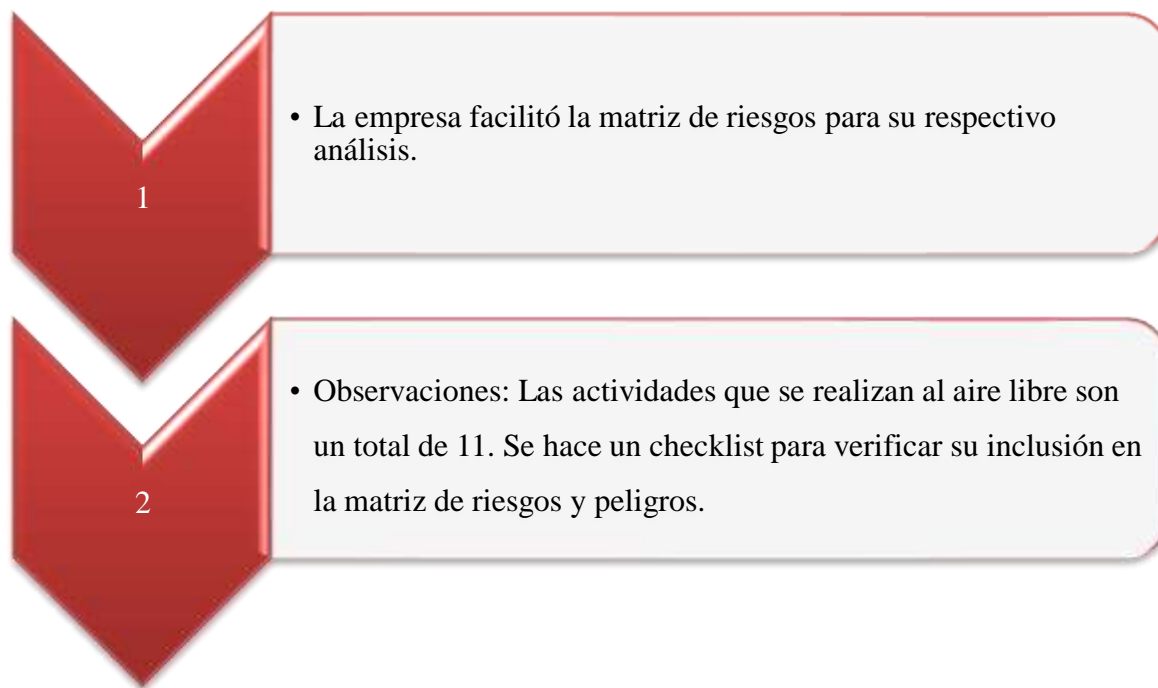 • La empresa facilitó la matriz de riesgos para su respectivo
análisis.
1
• Observaciones: Las actividades que se realizan al aire libre son
un total de 11. Se hace un checklist para verificar su inclusión en
la matriz de riesgos y peligros.
2